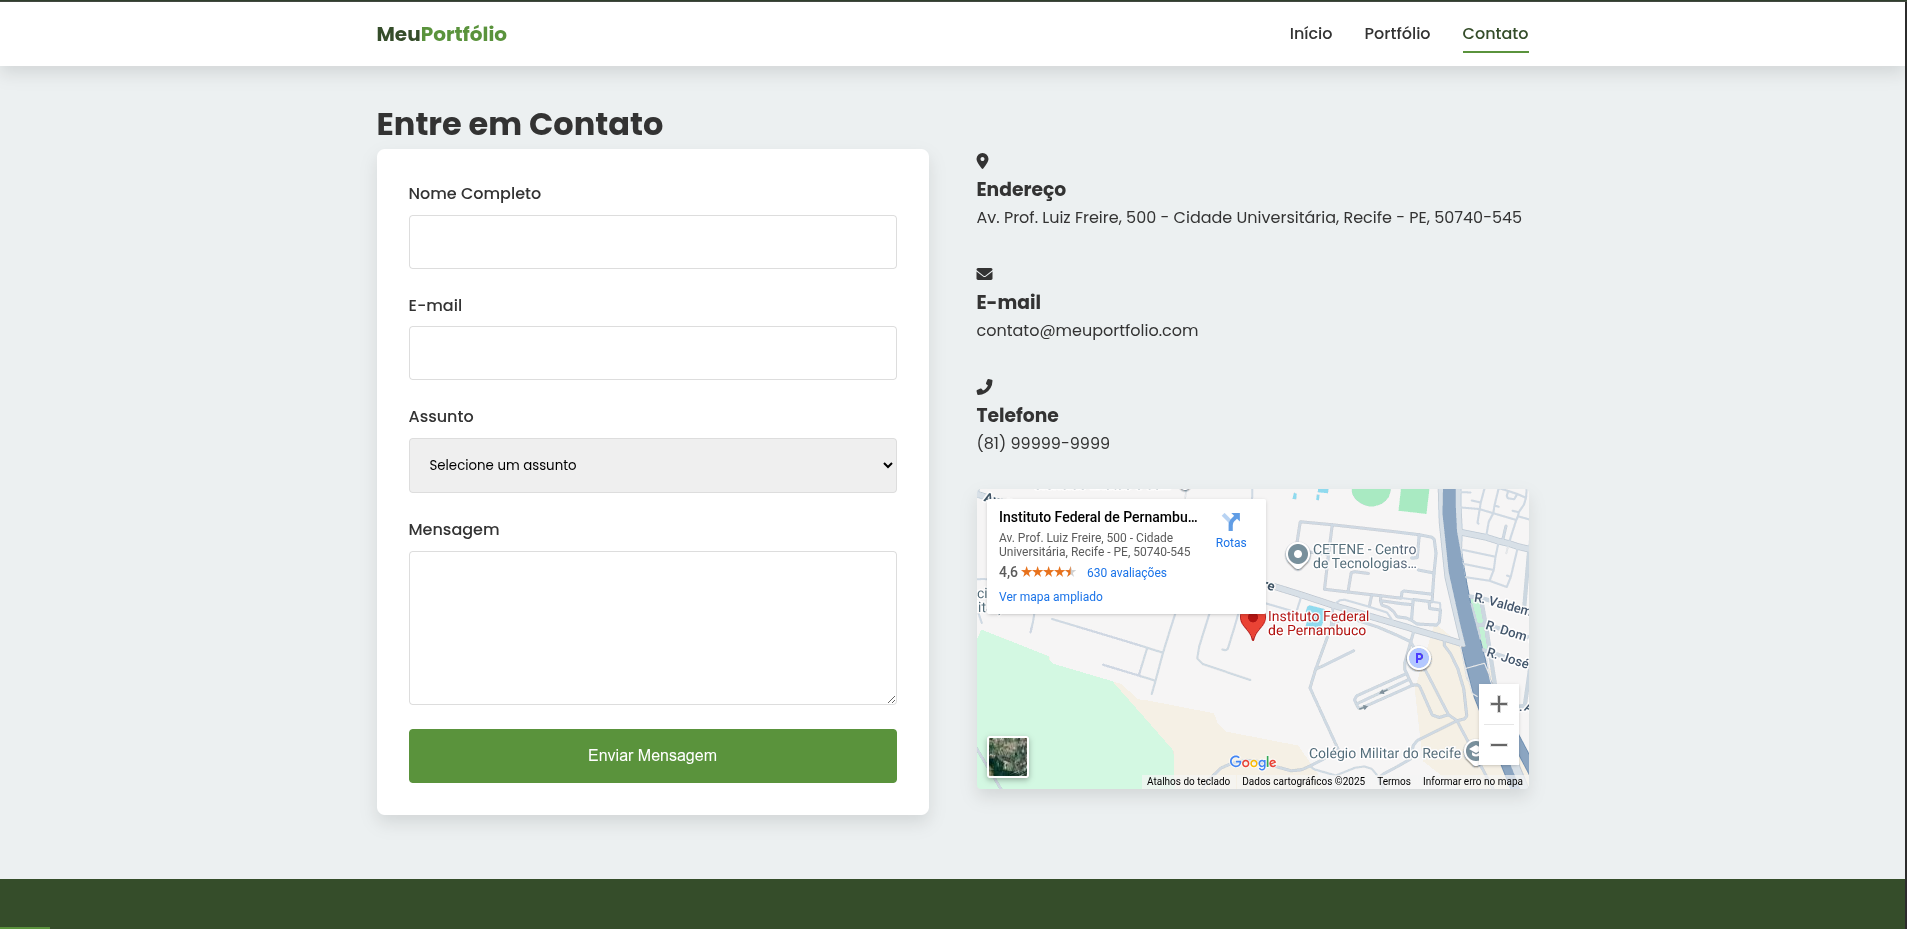 MeuPortfólio
Início
Portfólio
Contato
Entre em Contato
Nome Completo
E-mail
Assunto
Selecione um assunto
Mensagem
Enviar Mensagem
Endereço
Av. Prof. Luiz Freire, 500 - Cidade Universitária, Recife - PE, 50740-545
E-mail
contato@meuportfolio.com
Telefone
(81) 99999-9999
Instituto Federal de Pernambu...
Av. Prof. Luiz Freire, 500 - Cidade
Universitária, Recife - PE, 50740-545
4,6
630 avaliações
Ver mapa ampliado
Rotas
CETENE - Centro
de Tecnologias...
Instituto Federal
de Pernambuco
R. Valdem
R. Dom
R. José
P
Colégio Militar do Recife
Google
Atalhos do teclado
Dados cartográficos ©2025
Termos
Informar erro no mapa